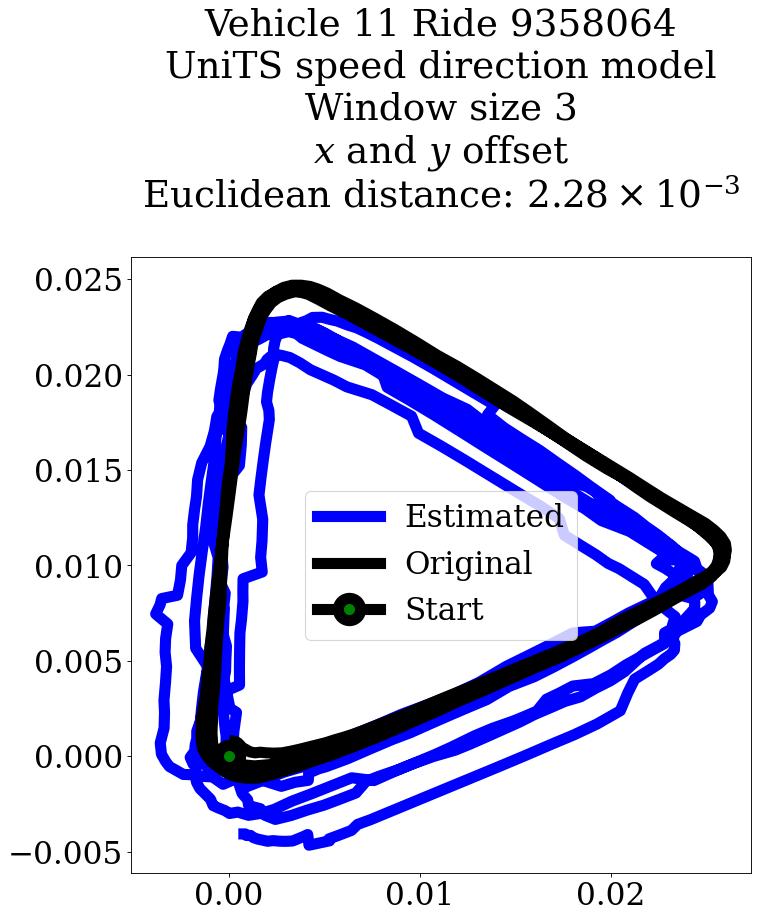 Vehicle 11 Ride 9358064
UniTS speed direction model
Window size 3
x and y offset
Euclidean distance: 2.28 × 10⁻³
0.025
0.020
0.015
0.010
0.005
0.000
−0.005
Estimated
Original
Start
0.00 0.01 0.02